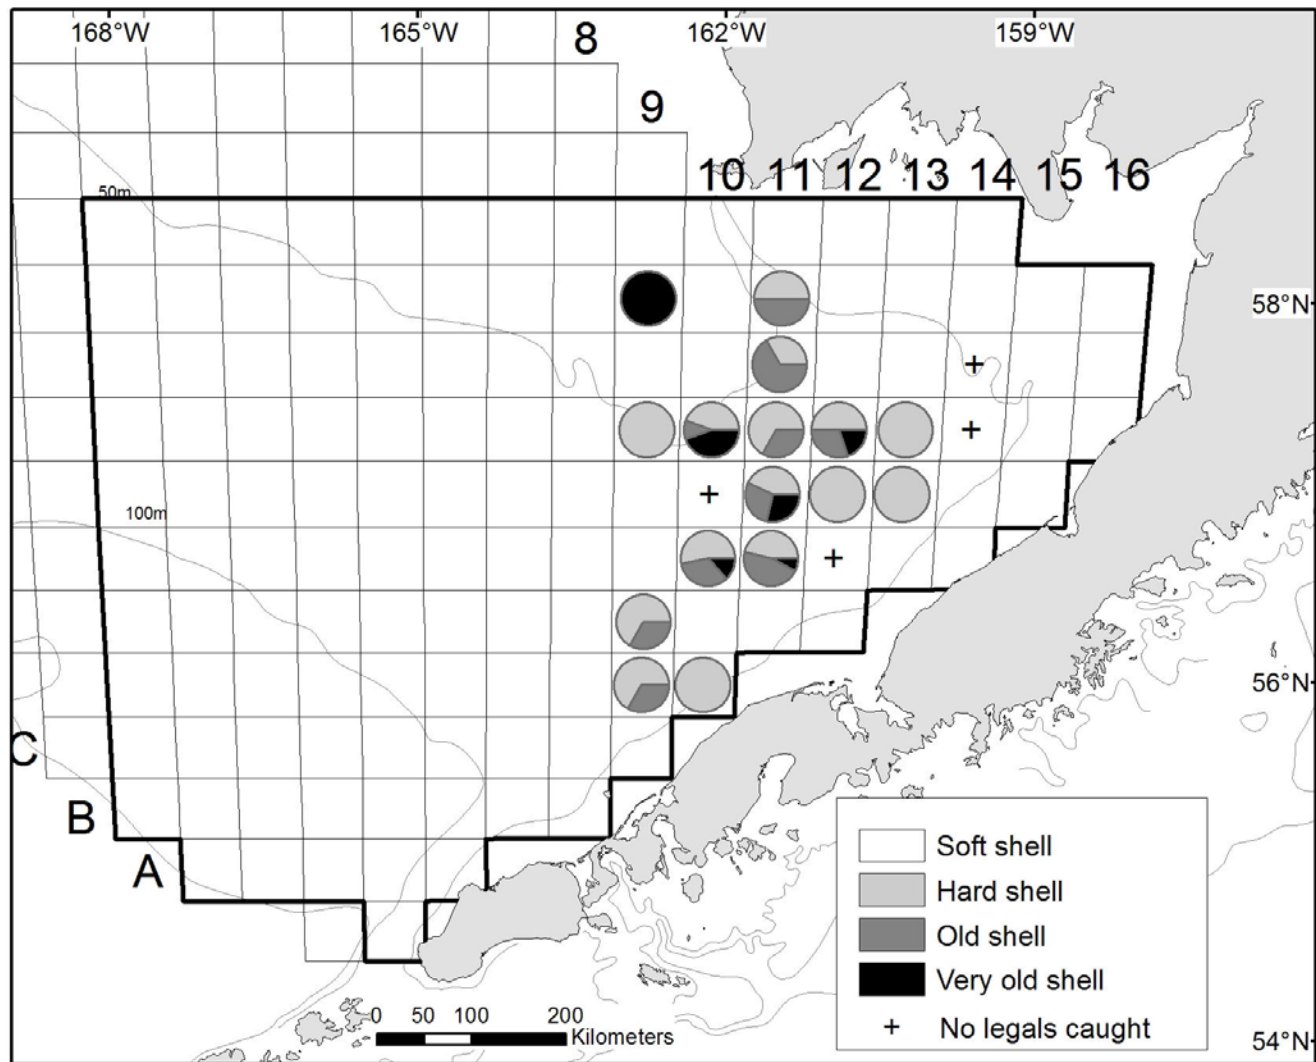 168°W 165°W 162°W 159°W
8
9
10 11 12 13 14 15 16
50m
58°N
100m
56°N
C
B
A
Soft shell
Hard shell
Old shell
Very old shell
+ No legals caught
0 50 100 200
Kilometers
54°N